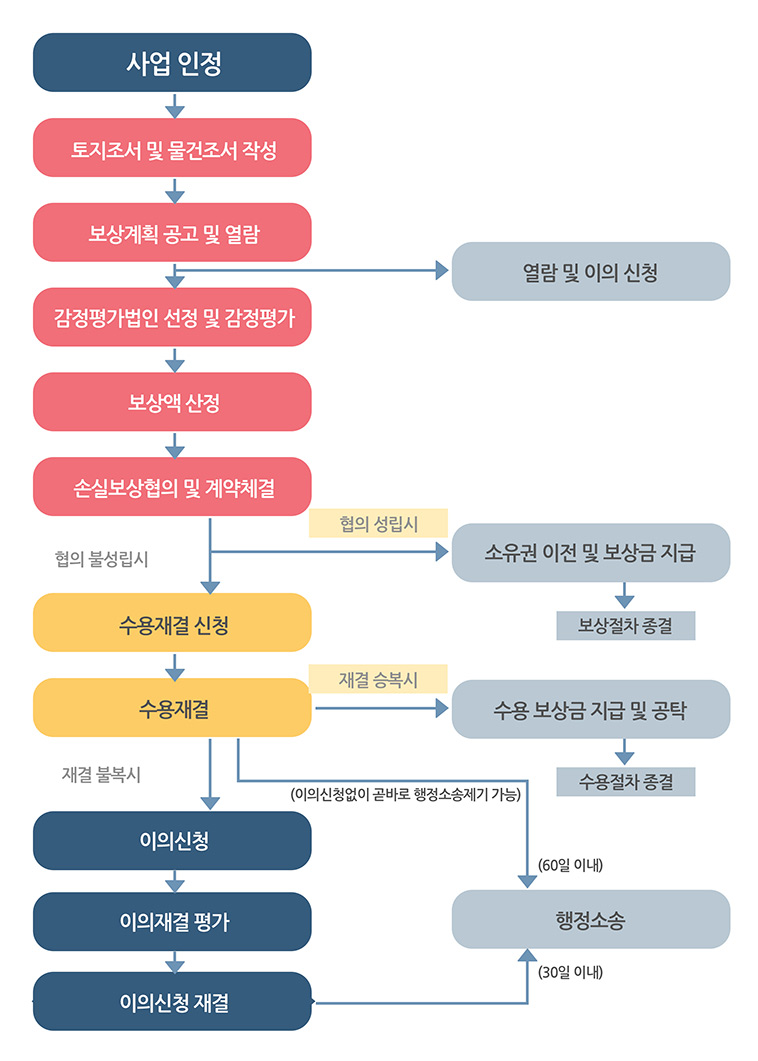 사업 인정
토지조서 및 물건조서 작성
보상계획 공고 및 열람
열람 및 이의 신청
감정평가법인 선정 및 감정평가
보상액 산정
손실보상협의 및 계약체결
협의 성립시
협의 불성립시
소유권 이전 및 보상금 지급
보상절차 종결
수용재결 신청
재결 승복시
수용재결
수용 보상금 지급 및 공탁
재결 불복시
수용절차 종결
(이의신청없이 곧바로 행정소송제기 가능)
이의신청
(60일 이내)
이의재결 평가
행정소송
(30일 이내)
이의신청 재결